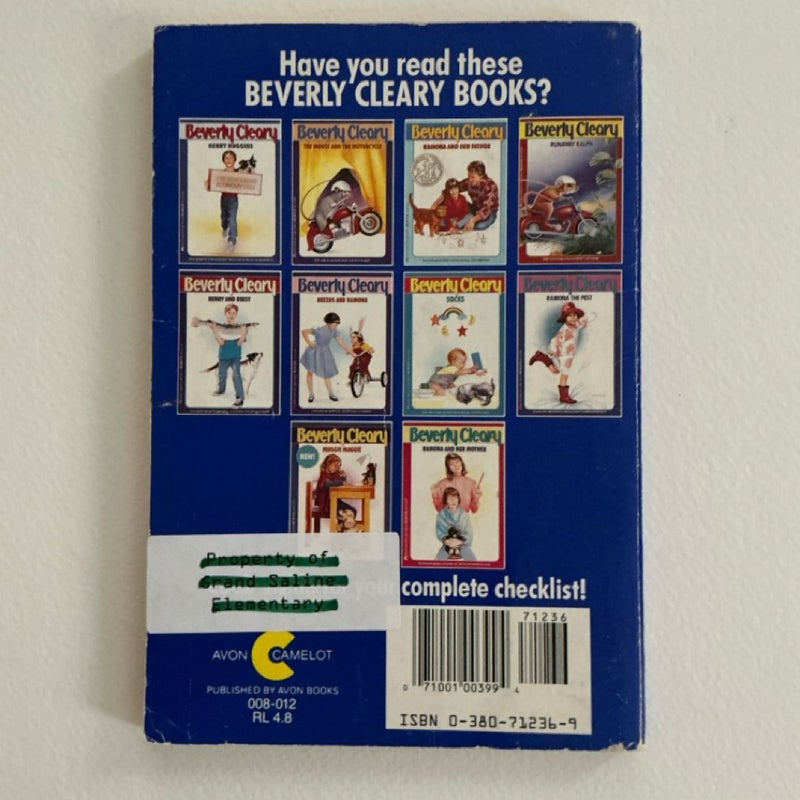 Have you read these
BEVERLY CLEARY BOOKS?
Beverly Cleary
HENRY HUGGINS
Beverly Cleary
THE MOUSE AND THE MOTORCYCLE
Beverly Cleary
RAMONA AND HER FATHER
Beverly Cleary
RUNAWAY RALPH
Beverly Cleary
HENRY AND RIBSY
Beverly Cleary
BEEZUS AND RAMONA
Beverly Cleary
SOCKS
Beverly Cleary
RAMONA THE PEST
Beverly Cleary
MUGGIE MAGGIE
NEW!
Beverly Cleary
RAMONA AND HER MOTHER
Property of
Grand Saline
Elementary
your complete checklist!
AVON CAMELOT
PUBLISHED BY AVON BOOKS
008-012
RL 4.8
71236
0 71001 00399 4
ISBN 0-380-71236-9